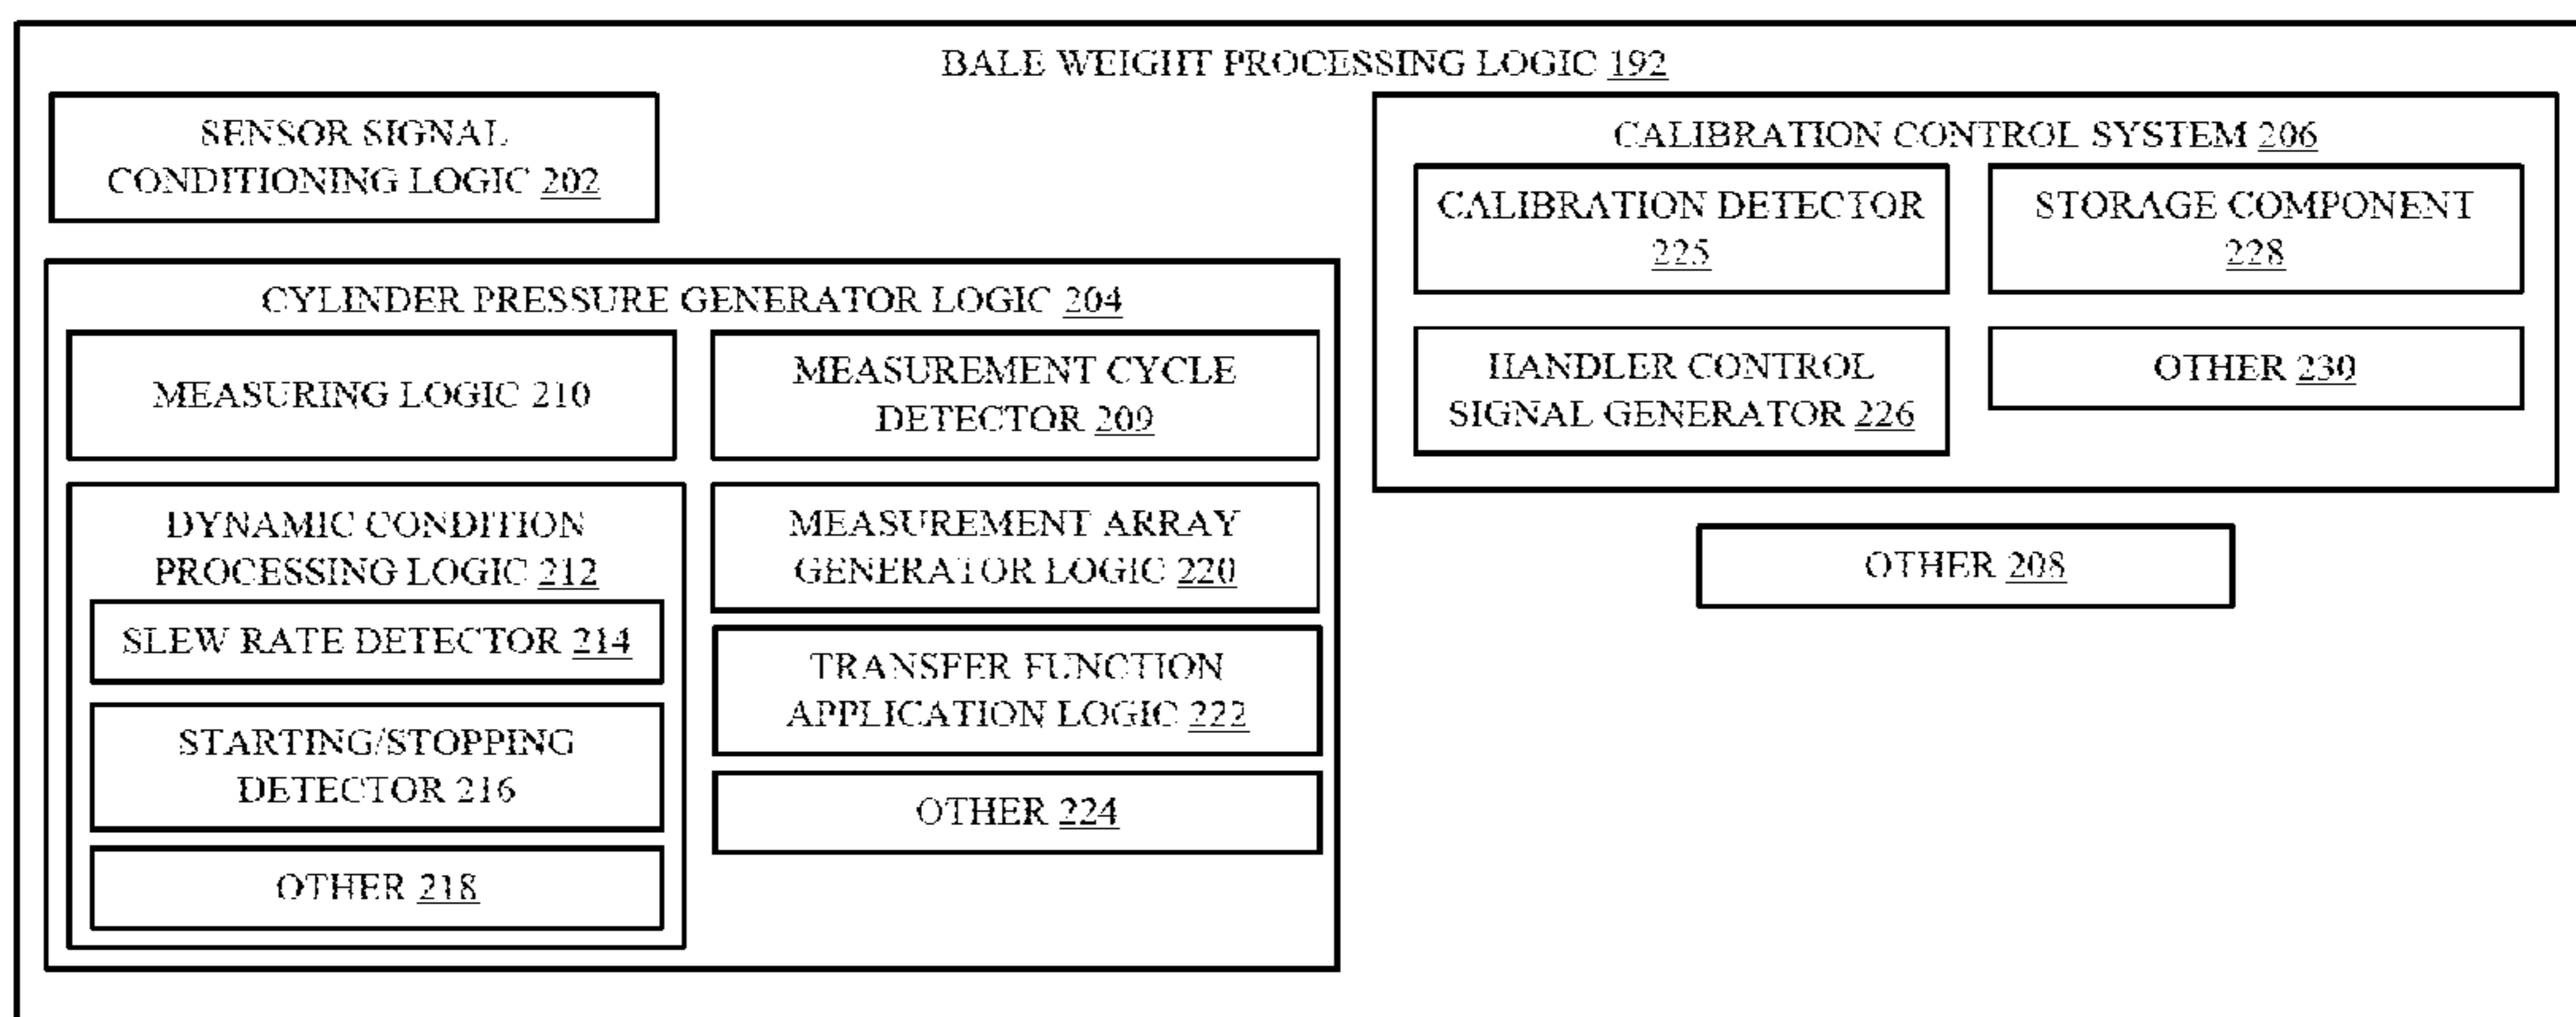 BALE WEIGHT PROCESSING LOGIC 192
SENSOR SIGNAL
CONDITIONING LOGIC 202
CYLINDER PRESSURE GENERATOR LOGIC 204
MEASURING LOGIC 210
MEASUREMENT CYCLE
DETECTOR 209
DYNAMIC CONDITION
PROCESSING LOGIC 212
SLEW RATE DETECTOR 214
STARTING/STOPPING
DETECTOR 216
OTHER 218
MEASUREMENT ARRAY
GENERATOR LOGIC 220
TRANSFER FUNCTION
APPLICATION LOGIC 222
OTHER 224
CALIBRATION CONTROL SYSTEM 206
CALIBRATION DETECTOR
225
STORAGE COMPONENT
228
HANDLER CONTROL
SIGNAL GENERATOR 226
OTHER 230
OTHER 208